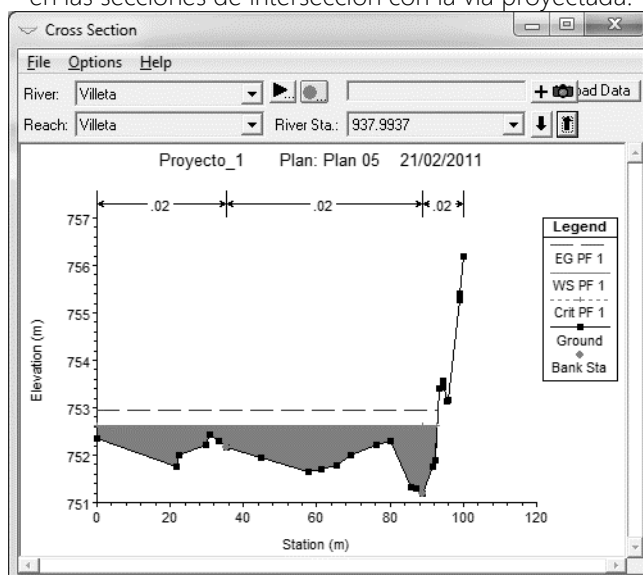 en las secciones de intersección con la vía proyectada.
Cross Section
File Options Help
River: Villeta
Reach: Villeta River Sta.: 937.9937
Proyecto_1 Plan: Plan 05 21/02/2011
.02 .02 .02
757
756
755
754
753
752
751
0 20 40 60 80 100 120
Elevation (m)
Station (m)
Legend
EG PF 1
WS PF 1
Crit PF 1
Ground
Bank Sta